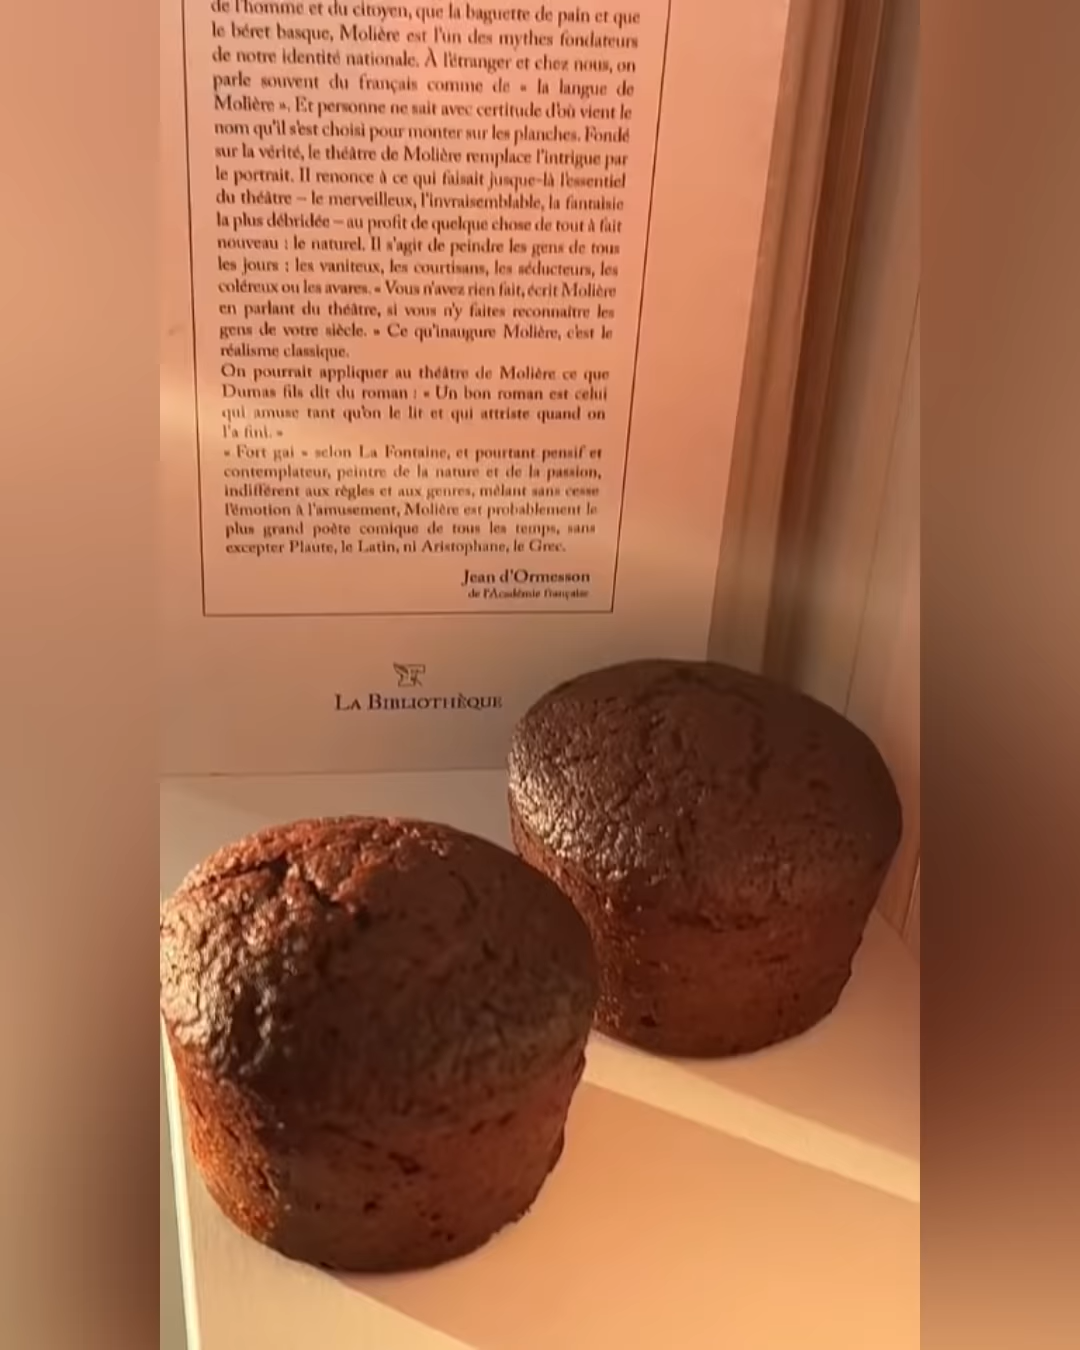 de l'homme et du citoyen, que la baguette de pain et que
le béret basque, Molière est l'un des mythes fondateurs
de notre identité nationale. À l'étranger et chez nous, on
parle souvent du français comme de « la langue de
Molière ». Et personne ne sait avec certitude d'où vient le
nom qu'il s'est choisi pour monter sur les planches. Fondé
sur la vérité, le théâtre de Molière remplace l'intrigue par
le portrait. Il renonce à ce qui faisait jusque-là l'essentiel
du théâtre – le merveilleux, l'invraisemblable, la fantaisie
la plus débridée – au profit de quelque chose de tout à fait
nouveau : le naturel. Il s'agit de peindre les gens de tous
les jours : les vaniteux, les courtisans, les séducteurs, les
coléreux ou les avares. « Vous n'avez rien fait, écrit Molière
en parlant du théâtre, si vous n'y faites reconnaître les
gens de votre siècle. » Ce qu'inaugure Molière, c'est le
réalisme classique.
On pourrait appliquer au théâtre de Molière ce que
Dumas fils dit du roman : « Un bon roman est celui
qui amuse tant qu'on le lit et qui attriste quand on
l'a fini. »
« Fort gai » selon La Fontaine, et pourtant pensif et
contemplateur, peintre de la nature et de la passion,
indifférent aux règles et aux genres, mêlant sans cesse
l'émotion à l'amusement, Molière est probablement le
plus grand poète comique de tous les temps, sans
excepter Plaute, le Latin, ni Aristophane, le Grec.
Jean d'Ormesson
de l'Académie française
LA BIBLIOTHÈQUE